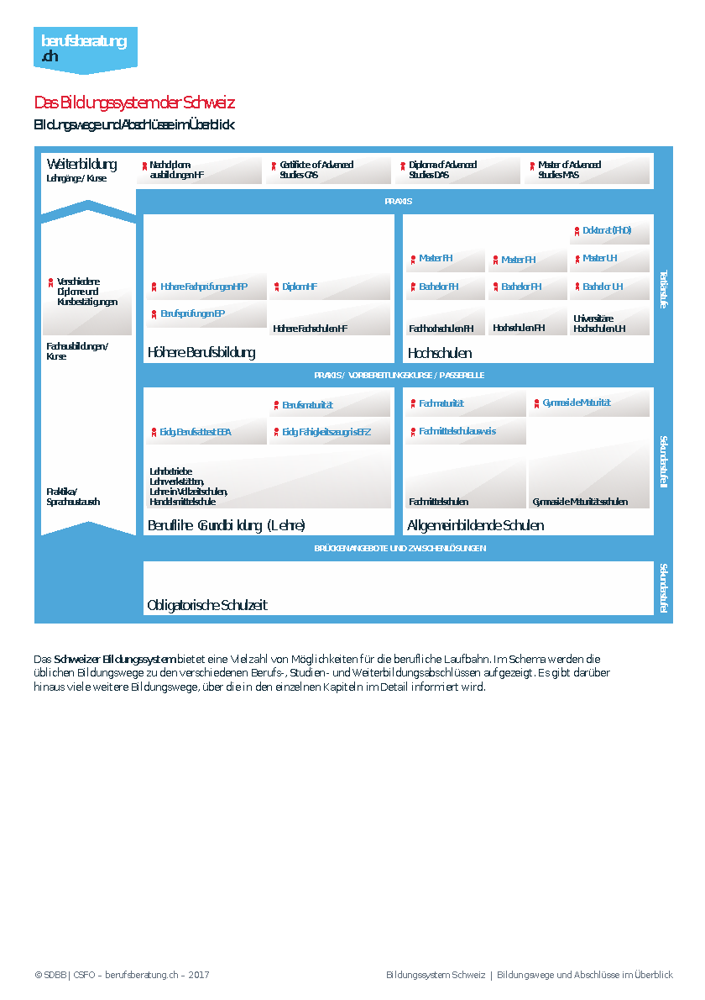 berufsberatung
.ch
Das Bildungssystem der Schweiz
Bildungswege und Abschlüsse im Überblick
Weiterbildung
Lehrgänge / Kurse
Nachdiplom-
ausbildungen HF
Certificate of Advanced
Studies CAS
Diploma of Advanced
Studies DAS
Master of Advanced
Studies MAS
PRAXIS
Verschiedene
Diplome und
Kursbestätigungen
Fachausbildungen /
Kurse
Praktika /
Sprachaustausch
Höhere Fachprüfungen HFP
Berufsprüfungen BP
Diplom HF
Höhere Fachschulen HF
Höhere Berufsbildung
Doktorat (PhD)
Master FH
Master PH
Master UH
Bachelor FH
Bachelor PH
Bachelor UH
Fachhochschulen FH
Hochschulen PH
Universitäre
Hochschulen UH
Hochschulen
Tertiärstufe
PRAXIS / VORBEREITUNGSKURSE / PASSERELLE
Berufsmaturität
Eidg. Berufsattest EBA
Eidg. Fähigkeitszeugnis EFZ
Lehrbetriebe
Lehrwerkstätten,
Lehre in Vollzeitschulen,
Handelsmittelschule
Berufliche Grundbildung (Lehre)
Fachmaturität
Gymnasiale Maturität
Fachmittelschulausweis
Fachmittelschulen
Gymnasiale Maturitätsschulen
Allgemeinbildende Schulen
Sekundarstufe II
BRÜCKENANGEBOTE UND ZWISCHENLÖSUNGEN
Obligatorische Schulzeit
Sekundarstufe I
Das Schweizer Bildungssystem bietet eine Vielzahl von Möglichkeiten für die berufliche Laufbahn. Im Schema werden die
üblichen Bildungswege zu den verschiedenen Berufs-, Studien- und Weiterbildungsabschlüssen aufgezeigt. Es gibt darüber
hinaus viele weitere Bildungswege, über die in den einzelnen Kapiteln im Detail informiert wird.
© SDBB | CSFO – berufsberatung.ch – 2017
Bildungssystem Schweiz | Bildungswege und Abschlüsse im Überblick